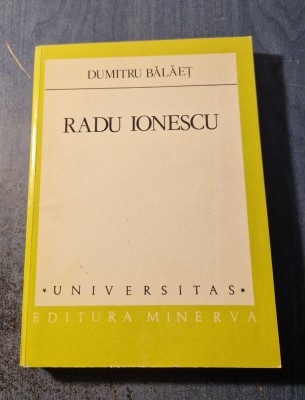 DUMITRU BĂLĂEȚ
RADU IONESCU
* UNIVERSITAS *
EDITURA MINERVA